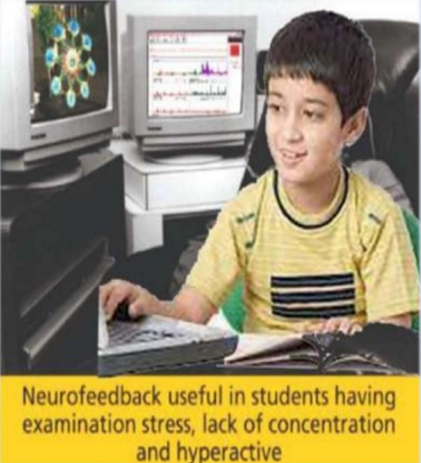 Neurofeedback useful in students having
examination stress, lack of concentration
and hyperactive